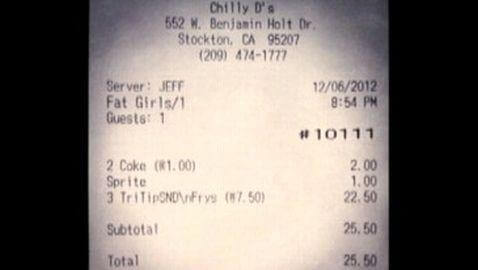 Chilly D's
552 W. Benjamin Holt Dr.
Stockton, CA 95207
(209) 474-1777
Server: JEFF 12/06/2012
Fat Girls/1 8:54 PM
Guests: 1
#10111
2 Coke (@1.00) 2.00
Sprite 1.00
3 TriTipSND\nFrys (@7.50) 22.50
Subtotal 25.50
Total 25.50